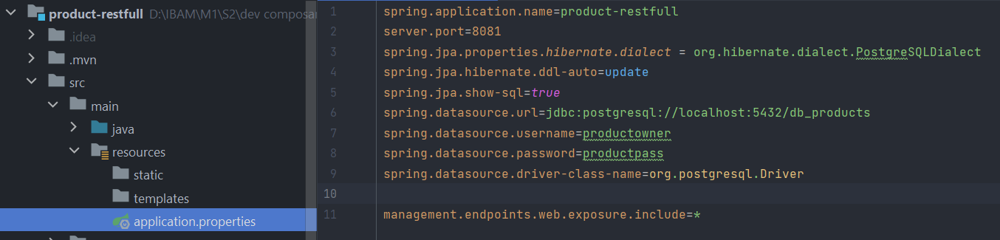 product-restfull D:\IBAM\M1\S2\dev composa
.idea
.mvn
src
main
java
resources
static
templates
application.properties
1 spring.application.name=product-restfull
2 server.port=8081
3 spring.jpa.properties.hibernate.dialect = org.hibernate.dialect.PostgreSQLDialect
4 spring.jpa.hibernate.ddl-auto=update
5 spring.jpa.show-sql=true
6 spring.datasource.url=jdbc:postgresql://localhost:5432/db_products
7 spring.datasource.username=productowner
8 spring.datasource.password=productpass
9 spring.datasource.driver-class-name=org.postgresql.Driver
10
11 management.endpoints.web.exposure.include=*